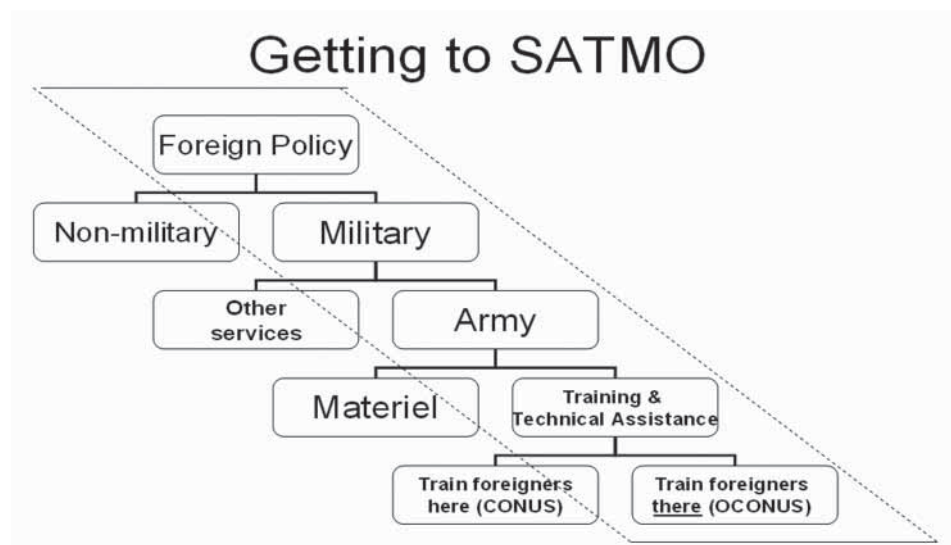 Getting to SATMO
Foreign Policy
Non-military
Military
Other
services
Army
Materiel
Training &
Technical Assistance
Train foreigners
here (CONUS)
Train foreigners
there (OCONUS)